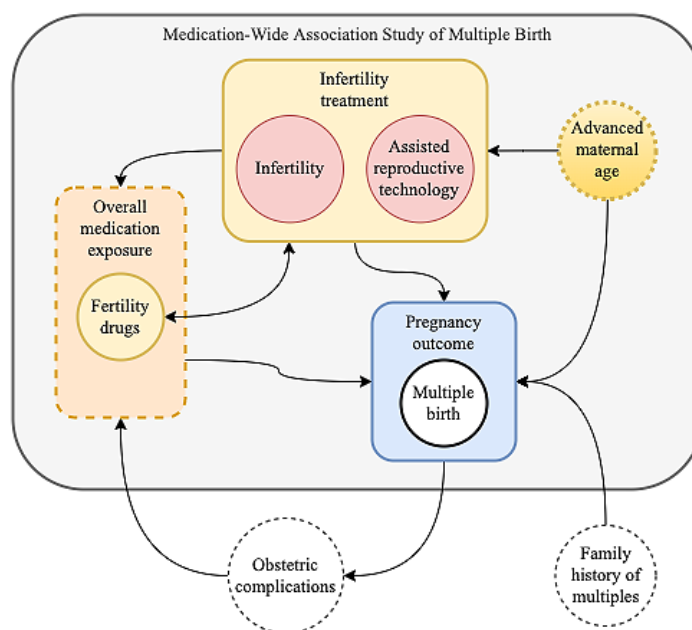 Medication-Wide Association Study of Multiple Birth
Infertility
treatment
Infertility
Assisted
reproductive
technology
Advanced
maternal
age
Overall
medication
exposure
Fertility
drugs
Pregnancy
outcome
Multiple
birth
Obstetric
complications
Family
history of
multiples